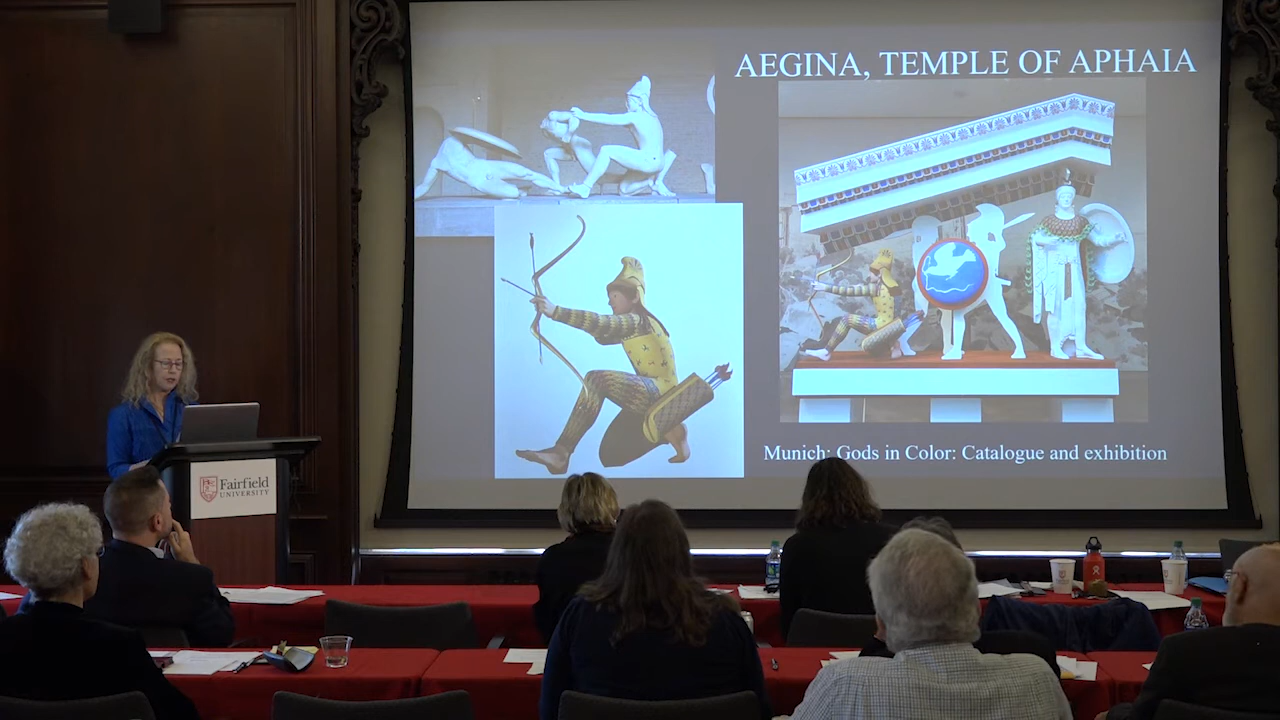 AEGINA, TEMPLE OF APHAIA
Munich: Gods in Color: Catalogue and exhibition
Fairfield
UNIVERSITY